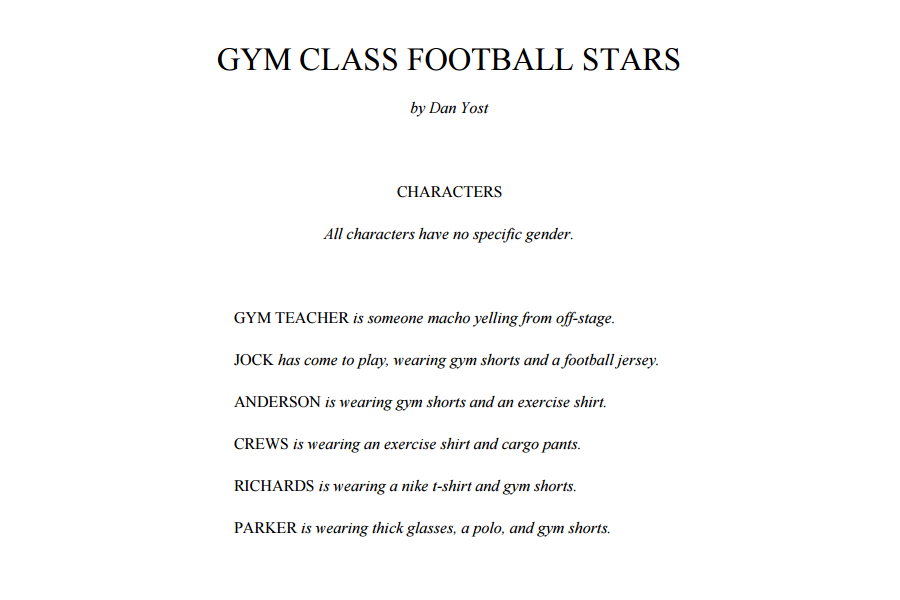 GYM CLASS FOOTBALL STARS
by Dan Yost
CHARACTERS
All characters have no specific gender.
GYM TEACHER is someone macho yelling from off-stage.
JOCK has come to play, wearing gym shorts and a football jersey.
ANDERSON is wearing gym shorts and an exercise shirt.
CREWS is wearing an exercise shirt and cargo pants.
RICHARDS is wearing a nike t-shirt and gym shorts.
PARKER is wearing thick glasses, a polo, and gym shorts.